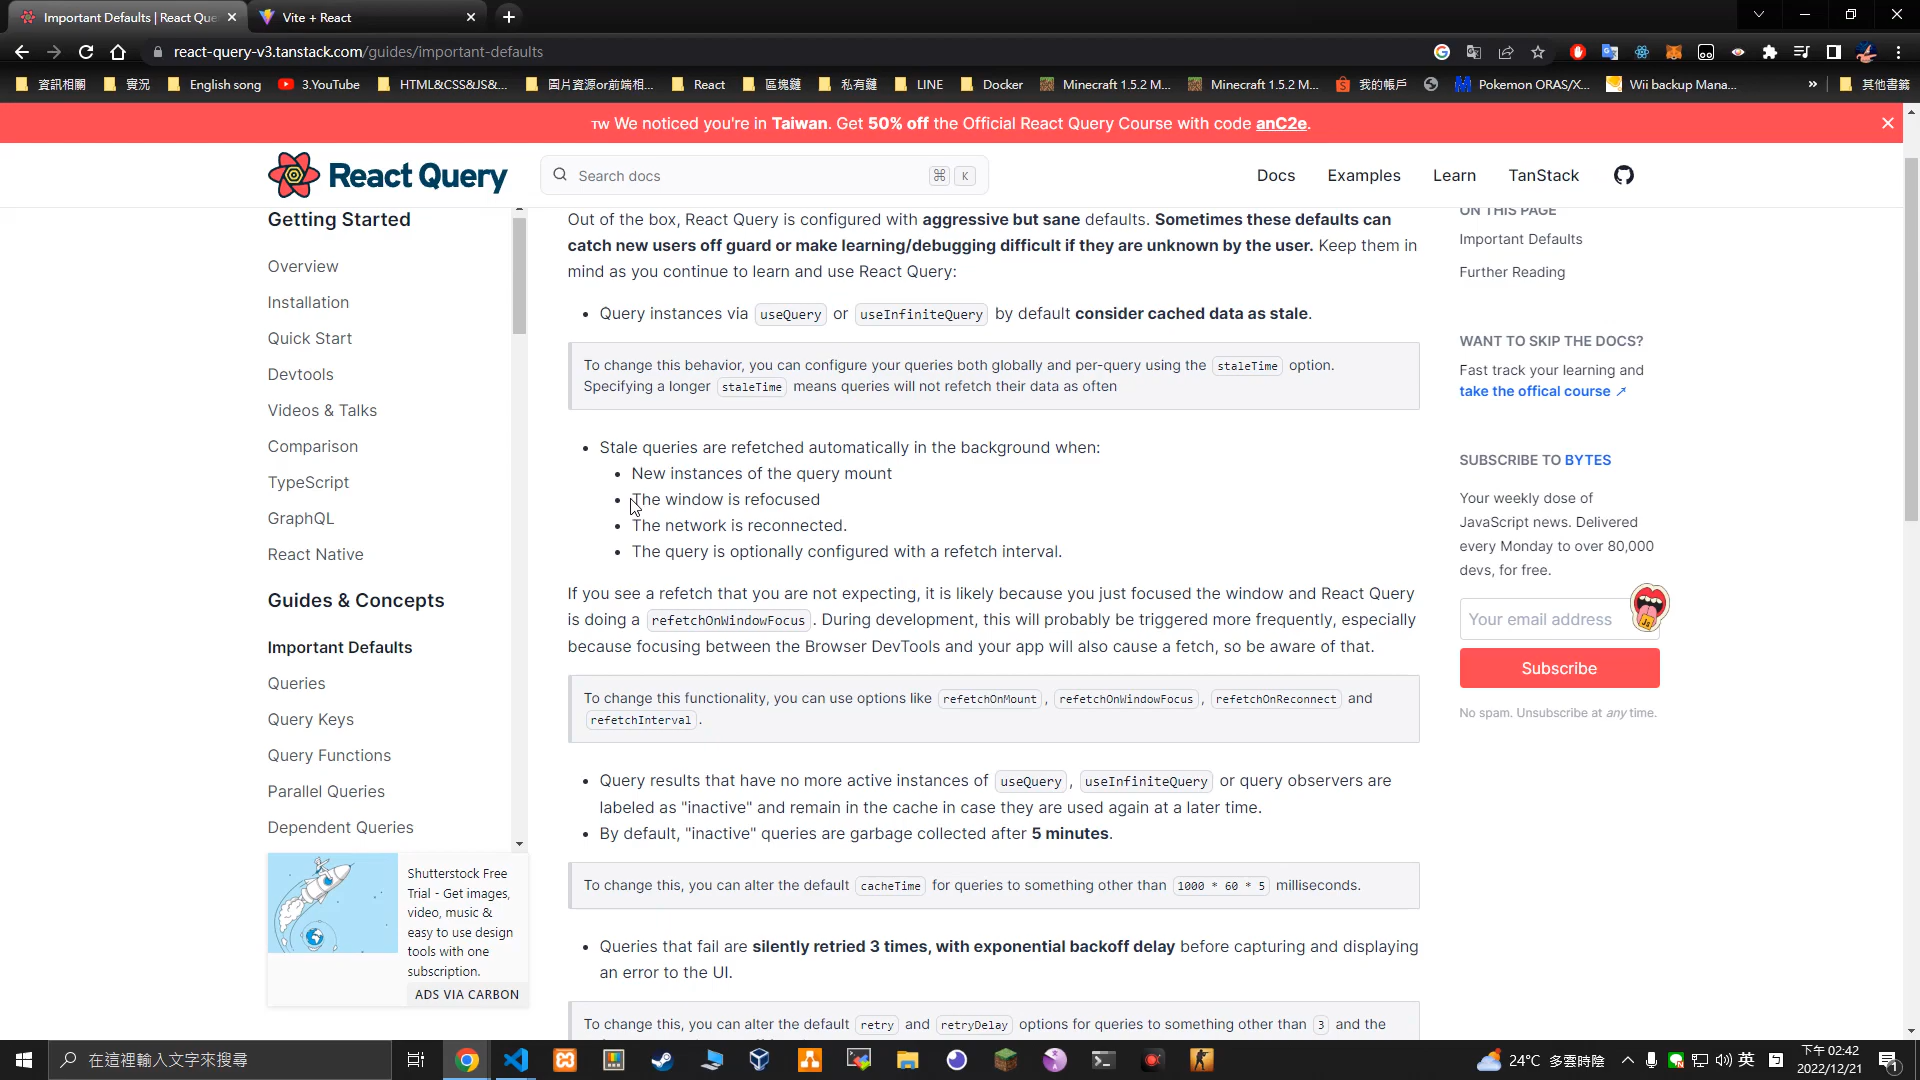 Important Defaults | React Que
Vite + React
react-query-v3.tanstack.com/guides/important-defaults
資訊相關
實況
English song
3.YouTube
HTML&CSS&JS&...
圖片資源or前端相...
React
區塊鏈
私有鏈
LINE
Docker
Minecraft 1.5.2 M...
Minecraft 1.5.2 M...
我的帳戶
Pokemon ORAS/X...
Wii backup Mana...
»
其他書籤
TW We noticed you're in Taiwan. Get 50% off the Official React Query Course with code anC2e.
React Query
Search docs
⌘ K
Docs
Examples
Learn
TanStack
Getting Started
Overview
Installation
Quick Start
Devtools
Videos & Talks
Comparison
TypeScript
GraphQL
React Native
Guides & Concepts
Important Defaults
Queries
Query Keys
Query Functions
Parallel Queries
Dependent Queries
Shutterstock Free
Trial - Get images,
video, music &
easy to use design
tools with one
subscription.
ADS VIA CARBON
Out of the box, React Query is configured with aggressive but sane defaults. Sometimes these defaults can
catch new users off guard or make learning/debugging difficult if they are unknown by the user. Keep them in
mind as you continue to learn and use React Query:
• Query instances via useQuery or useInfiniteQuery by default consider cached data as stale.
To change this behavior, you can configure your queries both globally and per-query using the staleTime option.
Specifying a longer staleTime means queries will not refetch their data as often
• Stale queries are refetched automatically in the background when:
• New instances of the query mount
• The window is refocused
• The network is reconnected.
• The query is optionally configured with a refetch interval.
If you see a refetch that you are not expecting, it is likely because you just focused the window and React Query
is doing a refetchOnWindowFocus. During development, this will probably be triggered more frequently, especially
because focusing between the Browser DevTools and your app will also cause a fetch, so be aware of that.
To change this functionality, you can use options like refetchOnMount, refetchOnWindowFocus, refetchOnReconnect and
refetchInterval.
• Query results that have no more active instances of useQuery, useInfiniteQuery or query observers are
labeled as "inactive" and remain in the cache in case they are used again at a later time.
• By default, "inactive" queries are garbage collected after 5 minutes.
To change this, you can alter the default cacheTime for queries to something other than 1000 * 60 * 5 milliseconds.
• Queries that fail are silently retried 3 times, with exponential backoff delay before capturing and displaying
an error to the UI.
To change this, you can alter the default retry and retryDelay options for queries to something other than 3 and the
ON THIS PAGE
Important Defaults
Further Reading
WANT TO SKIP THE DOCS?
Fast track your learning and
take the offical course ↗
SUBSCRIBE TO BYTES
Your weekly dose of
JavaScript news. Delivered
every Monday to over 80,000
devs, for free.
Your email address
Subscribe
No spam. Unsubscribe at any time.
在這裡輸入文字來搜尋
24°C 多雲時陰
英
下午 02:42
2022/12/21
1